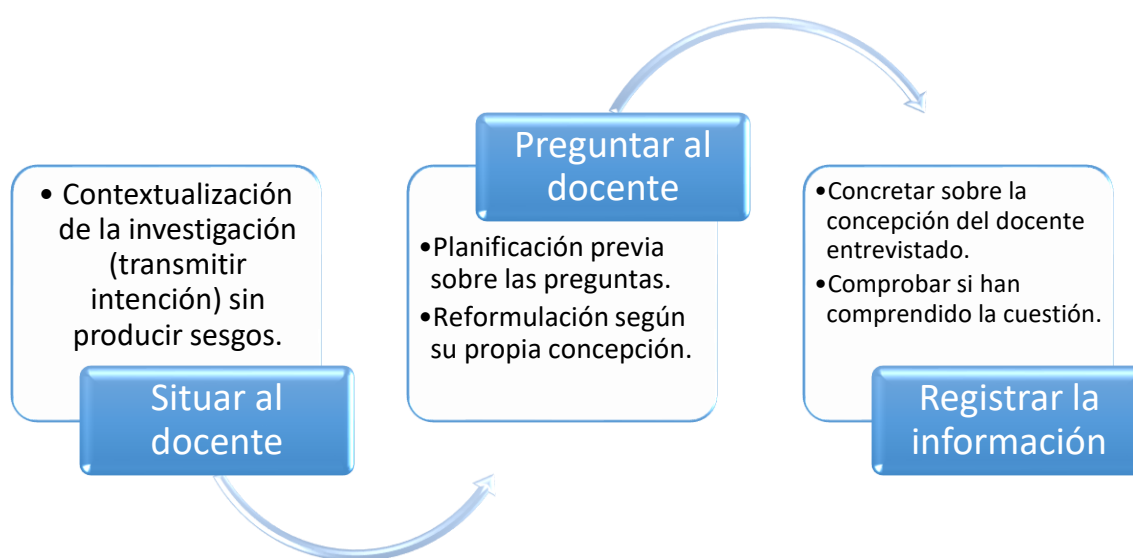 • Contextualización
de la investigación
(transmitir
intención) sin
producir sesgos.
Situar al
docente
Preguntar al
docente
•Planificación previa
sobre las preguntas.
•Reformulación según
su propia concepción.
•Concretar sobre la
concepción del docente
entrevistado.
•Comprobar si han
comprendido la cuestión.
Registrar la
información